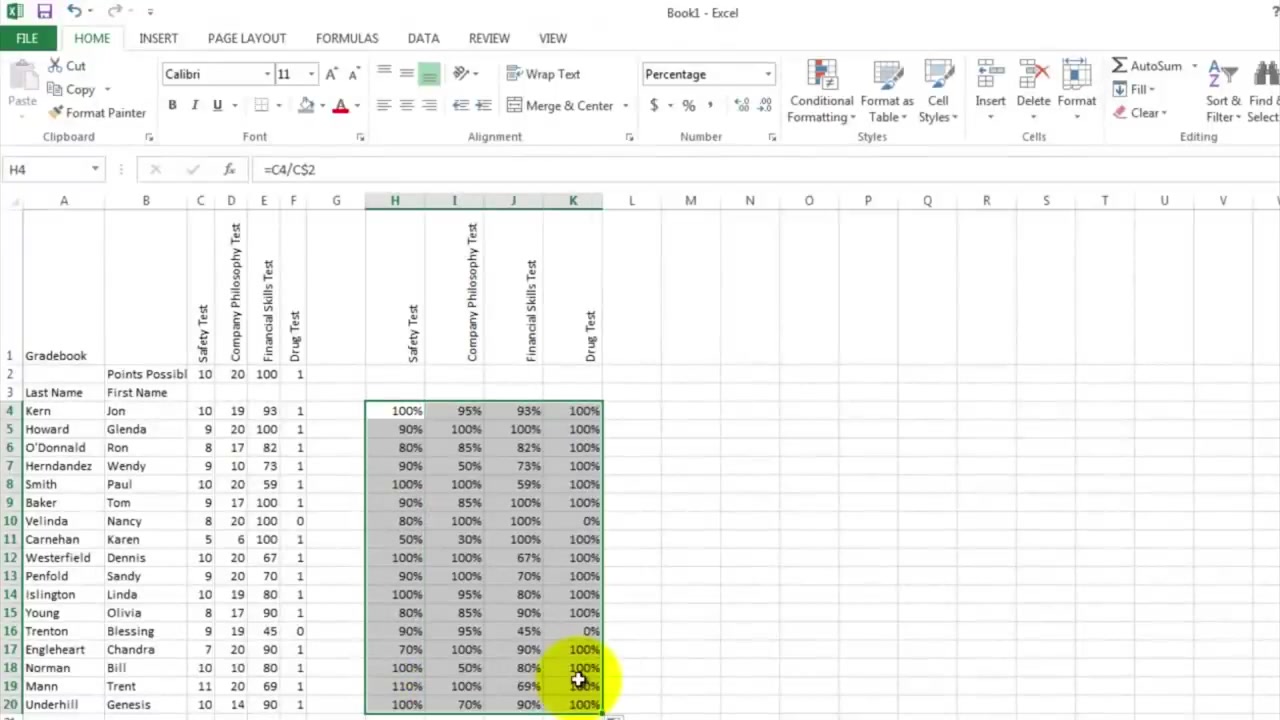 Book1 - Excel
?
FILE HOME INSERT PAGE LAYOUT FORMULAS DATA REVIEW VIEW
Paste
Cut
Copy
Format Painter
Calibri 11 A A
B I U A
Wrap Text
Merge & Center
Percentage
$ % ,
Conditional Formatting
Format as Table
Cell Styles
Insert
Delete
Format
AutoSum
Fill
Clear
Sort & Filter
Clipboard Font Alignment Number Styles Cells Editing
H4 fx =C4/C$2
A B C D E F G H I J K L M N O P Q R S T U V
1 Gradebook Safety Test Company Philosophy Test Financial Skills Test Drug Test Safety Test Company Philosophy Test Financial Skills Test Drug Test
2 Points Possibl 10 20 100 1
3 Last Name First Name
4 Kern Jon 10 19 93 1 100% 95% 93% 100%
5 Howard Glenda 9 20 100 1 90% 100% 100% 100%
6 O'Donnald Ron 8 17 82 1 80% 85% 82% 100%
7 Herndandez Wendy 9 10 73 1 90% 50% 73% 100%
8 Smith Paul 10 20 59 1 100% 100% 59% 100%
9 Baker Tom 9 17 100 1 90% 85% 100% 100%
10 Velinda Nancy 8 20 100 0 80% 100% 100% 0%
11 Carnehan Karen 5 6 100 1 50% 30% 100% 100%
12 Westerfield Dennis 10 20 67 1 100% 100% 67% 100%
13 Penfold Sandy 9 20 70 1 90% 100% 70% 100%
14 Islington Linda 10 19 80 1 100% 95% 80% 100%
15 Young Olivia 8 17 90 1 80% 85% 90% 100%
16 Trenton Blessing 9 19 45 0 90% 95% 45% 0%
17 Engleheart Chandra 7 20 90 1 70% 100% 90% 100%
18 Norman Bill 10 10 80 1 100% 50% 80% 100%
19 Mann Trent 11 20 69 1 110% 100% 69% 100%
20 Underhill Genesis 10 14 90 1 100% 70% 90% 100%